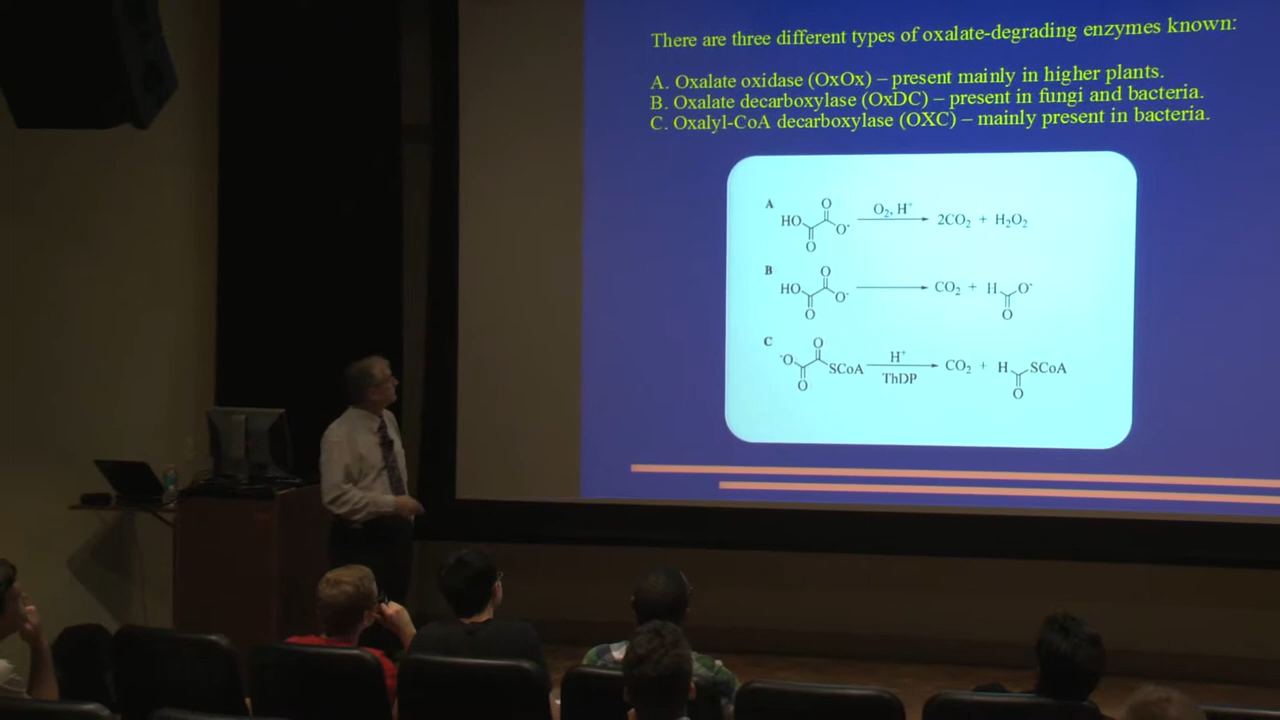 There are three different types of oxalate-degrading enzymes known:
A. Oxalate oxidase (OxOx) – present mainly in higher plants.
B. Oxalate decarboxylase (OxDC) – present in fungi and bacteria.
C. Oxalyl-CoA decarboxylase (OXC) – mainly present in bacteria.
A
HO O O O⁻ O₂, H⁺ 2CO₂ + H₂O₂
B
HO O O O⁻ CO₂ + H O⁻ O
C
⁻O O O SCoA H⁺ ThDP CO₂ + H SCoA O